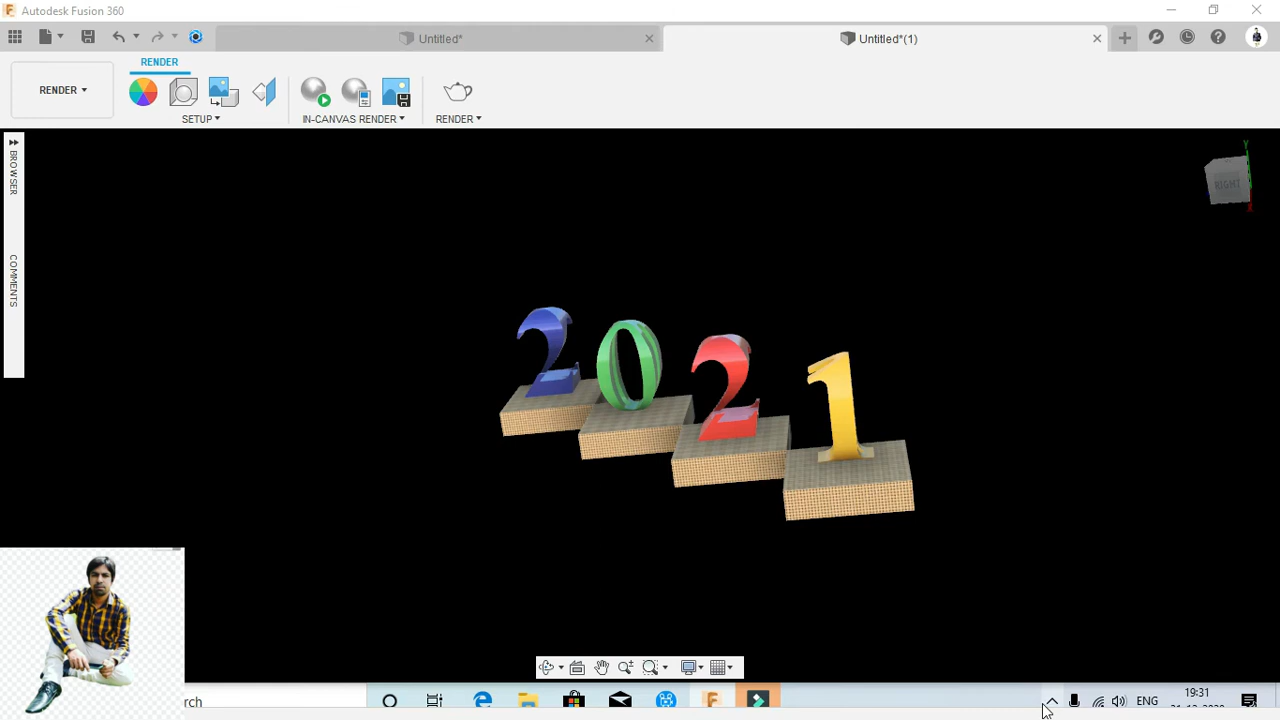 Autodesk Fusion 360
Untitled*
Untitled*(1)
RENDER
RENDER
SETUP
IN-CANVAS RENDER
RENDER
BROWSER
COMMENTS
Y
RIGHT
X
2021
rch
ENG
19:31